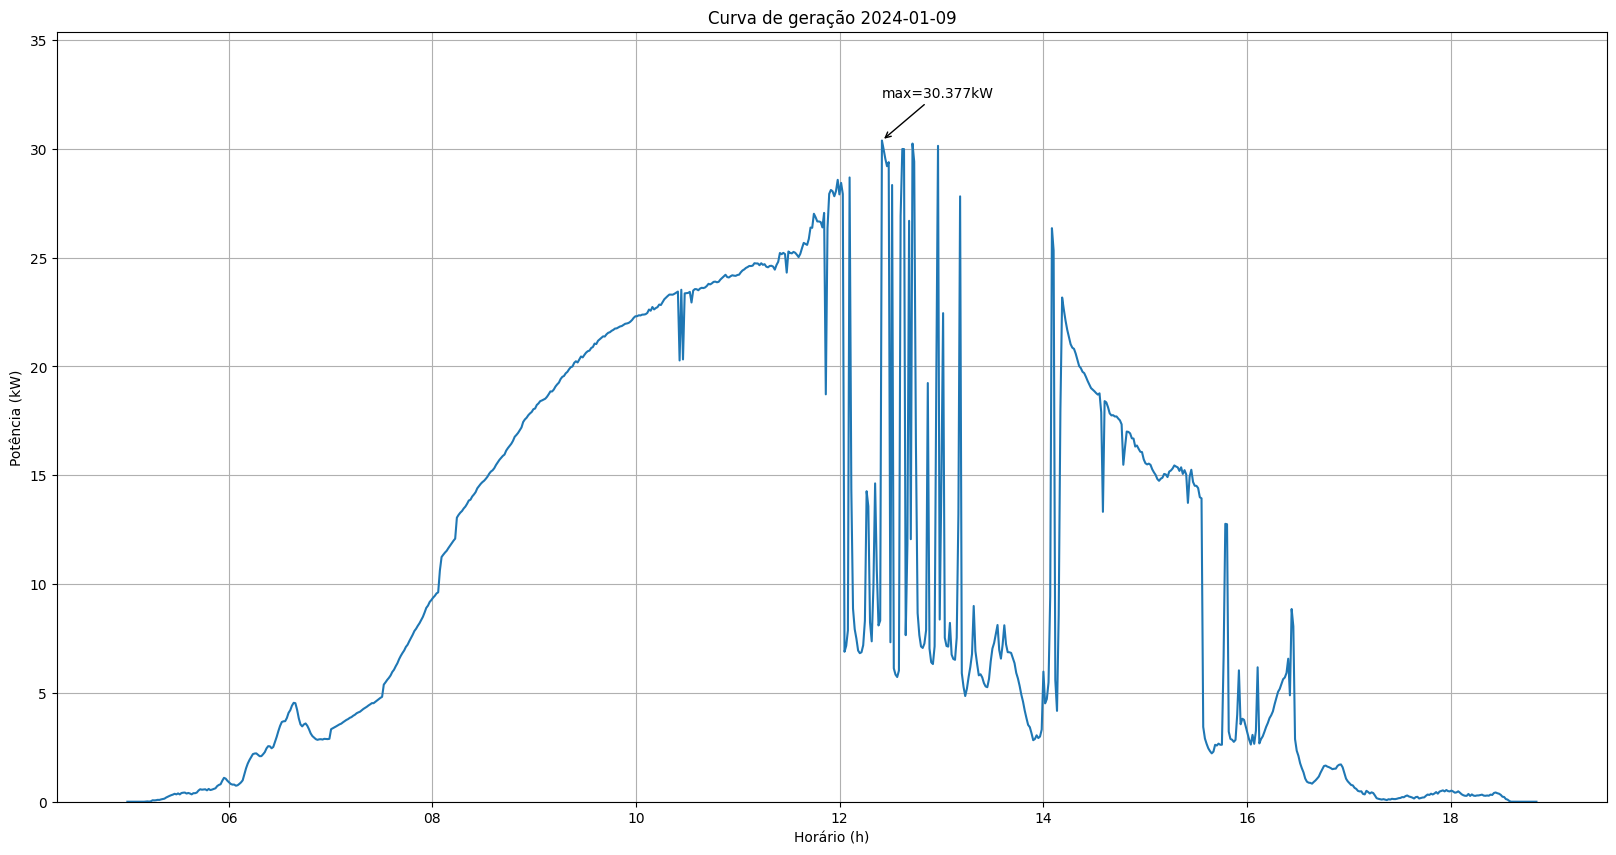 Curva de geração 2024-01-09
35
max=30.377kW
30
25
20
Potência (kW)
15
10
5
0
06 08 10 12 14 16 18
Horário (h)